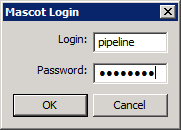 Mascot Login
Login: pipeline
Password: ●●●●●●●●
OK Cancel